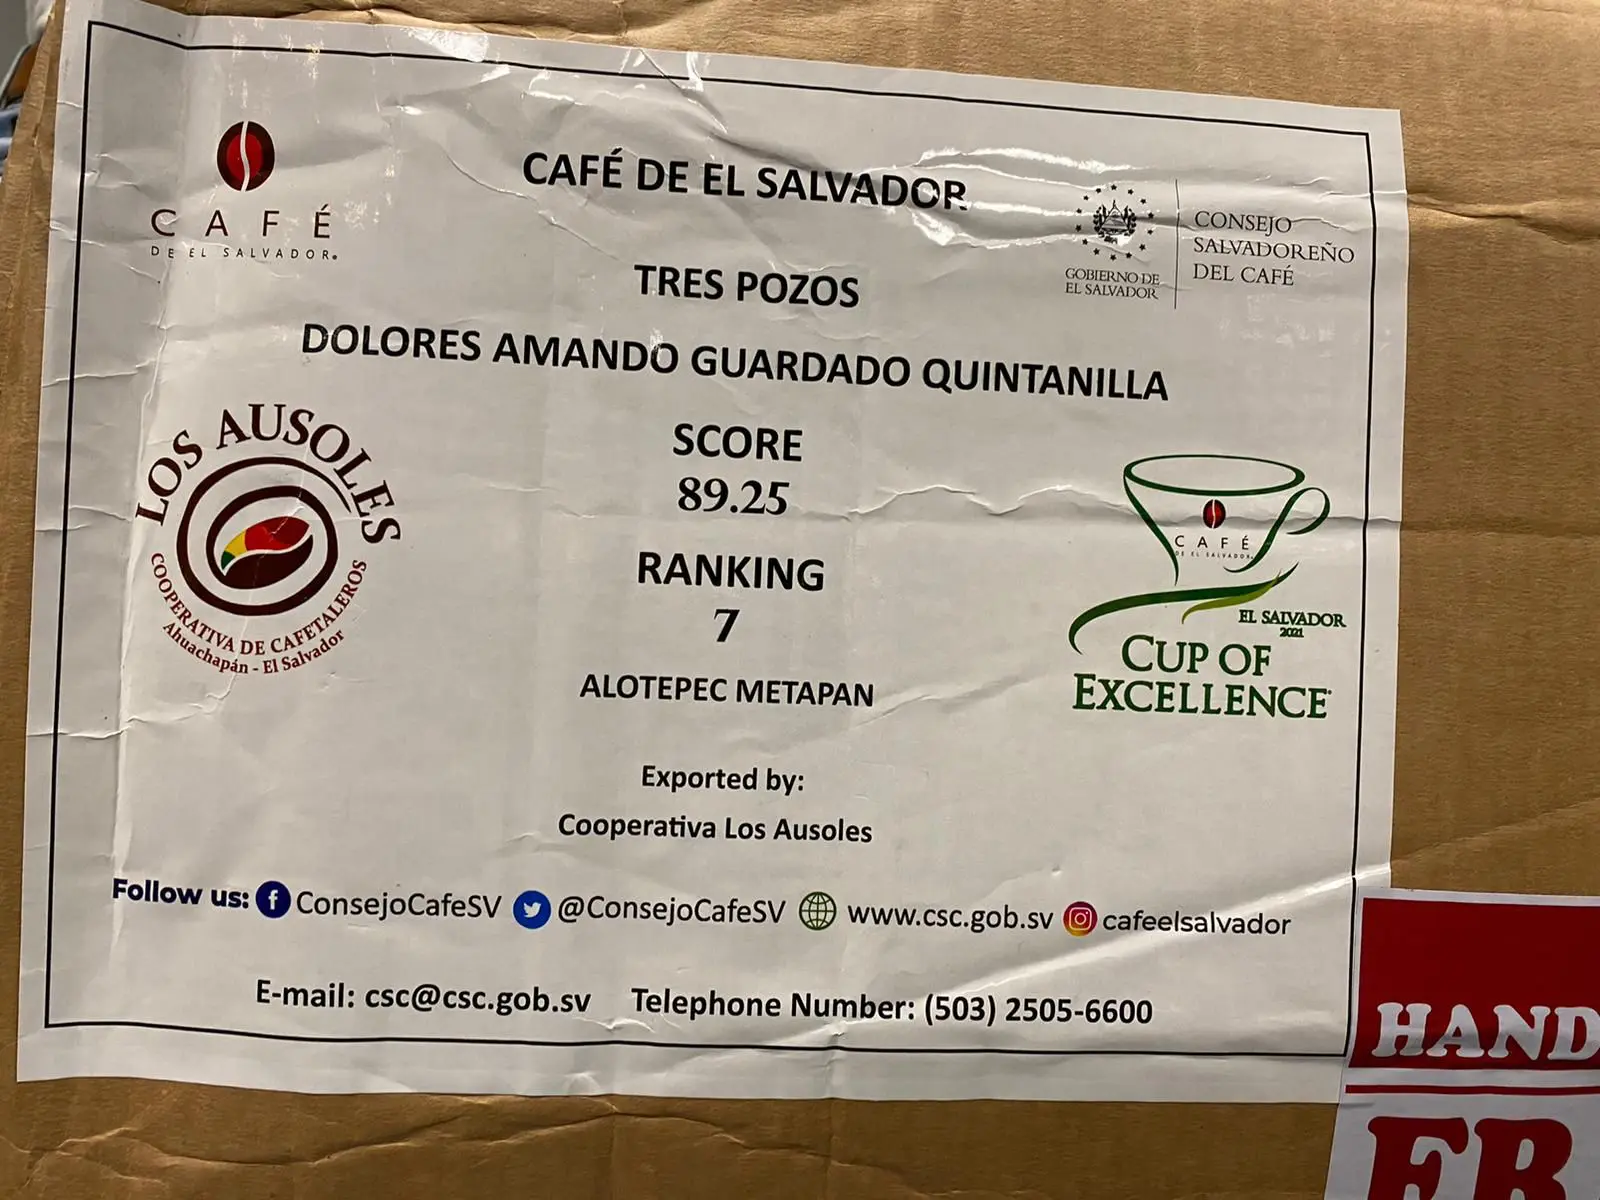 CAFÉ
DE EL SALVADOR®
CAFÉ DE EL SALVADOR
GOBIERNO DE
EL SALVADOR
CONSEJO
SALVADOREÑO
DEL CAFÉ
TRES POZOS
DOLORES AMANDO GUARDADO QUINTANILLA
LOS AUSOLES
COOPERATIVA DE CAFETALEROS
Ahuachapán - El Salvador
SCORE
89.25
RANKING
7
ALOTEPEC METAPAN
CAFÉ
DE EL SALVADOR®
EL SALVADOR
2021
CUP OF
EXCELLENCE®
Exported by:
Cooperativa Los Ausoles
Follow us: ConsejoCafeSV @ConsejoCafeSV www.csc.gob.sv cafeelsalvador
E-mail: csc@csc.gob.sv Telephone Number: (503) 2505-6600
HAND